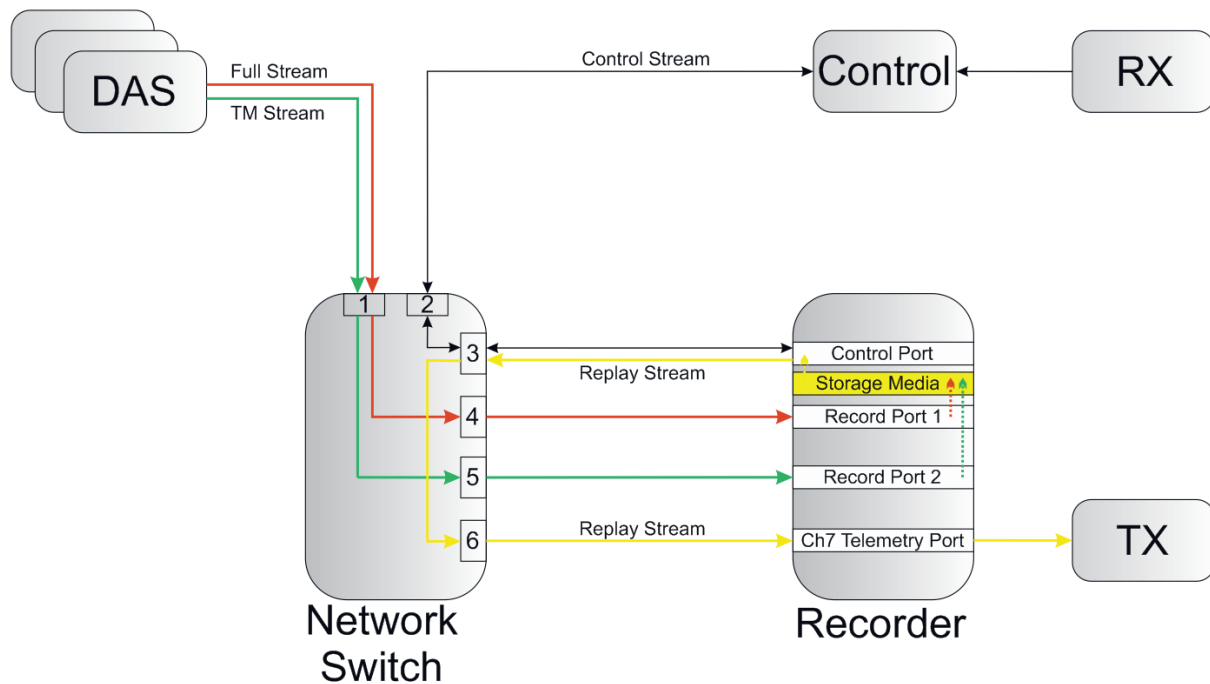 DAS
Full Stream
TM Stream
Control Stream
Control
RX
1
2
3
4
5
6
Replay Stream
Replay Stream
Control Port
Storage Media
Record Port 1
Record Port 2
Ch7 Telemetry Port
TX
Network
Switch
Recorder